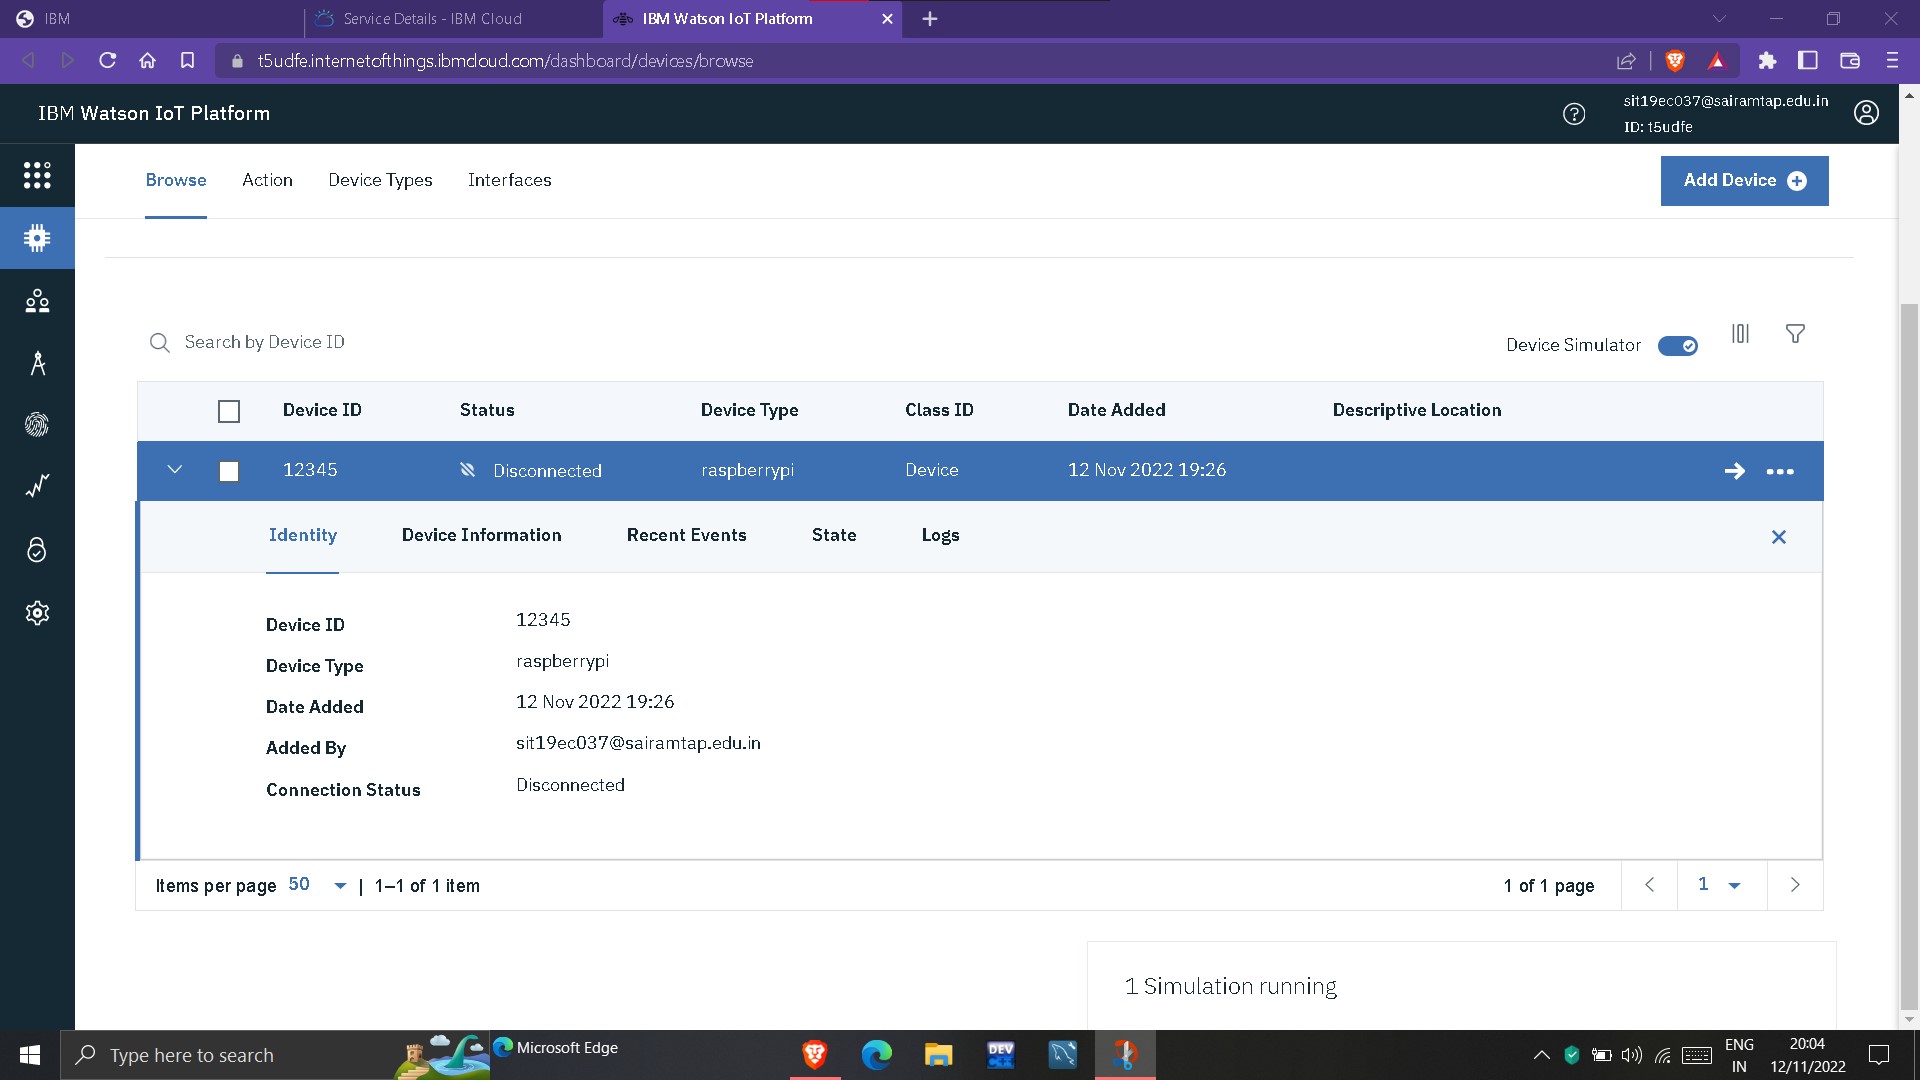 IBM
Service Details - IBM Cloud
IBM Watson IoT Platform
t5udfe.internetofthings.ibmcloud.com/dashboard/devices/browse
IBM Watson IoT Platform
sit19ec037@sairamtap.edu.in
ID: t5udfe
Browse Action Device Types Interfaces
Add Device
Search by Device ID
Device Simulator
Device ID Status Device Type Class ID Date Added Descriptive Location
12345 Disconnected raspberrypi Device 12 Nov 2022 19:26
Identity Device Information Recent Events State Logs
Device ID 12345
Device Type raspberrypi
Date Added 12 Nov 2022 19:26
Added By sit19ec037@sairamtap.edu.in
Connection Status Disconnected
Items per page 50 | 1–1 of 1 item
1 of 1 page 1
1 Simulation running
Type here to search
Microsoft Edge
DEV
C++
ENG
IN
20:04
12/11/2022